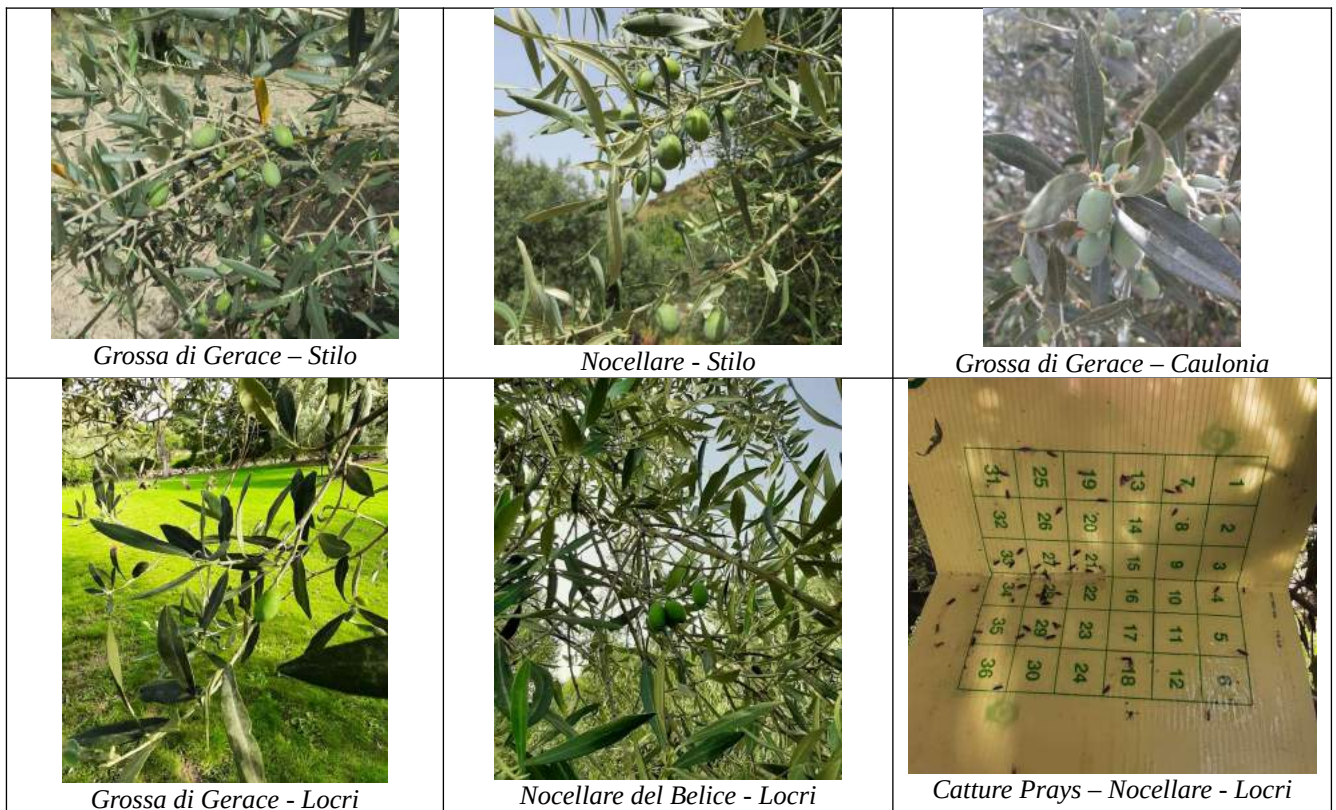 Grossa di Gerace – Stilo
Nocellare - Stilo
Grossa di Gerace – Caulonia
Grossa di Gerace - Locri
Nocellare del Belice - Locri
31 25 19 13 7 1
32 26 20 14 8 2
33 27 21 15 9 3
34 22 16 10 4
35 29 23 17 11 5
36 30 24 18 12 6
Catture Prays – Nocellare - Locri